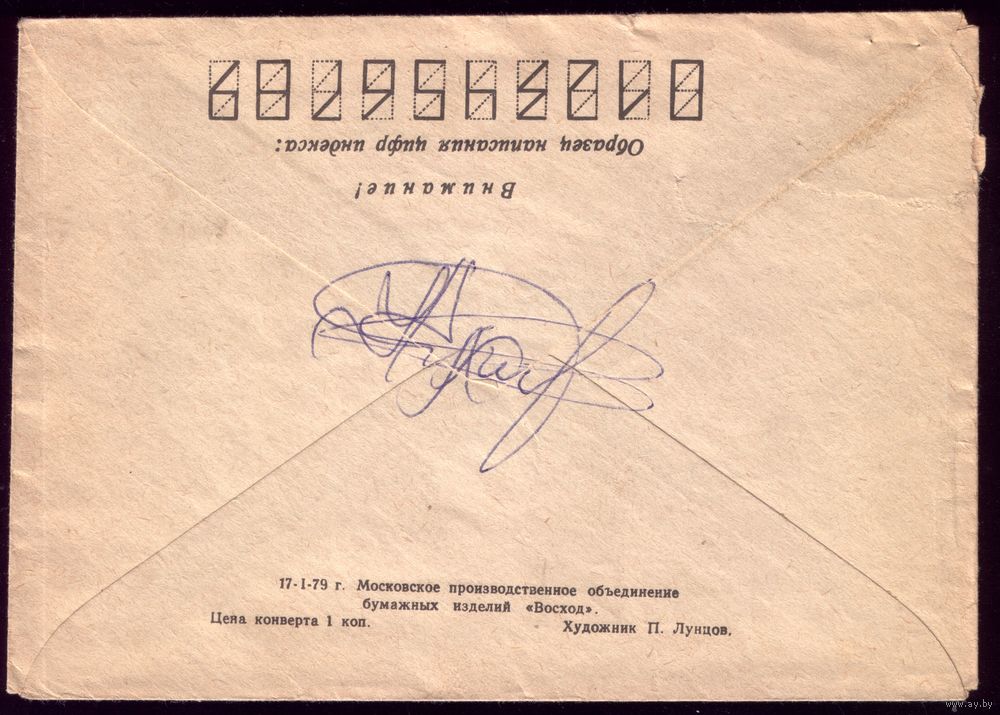 Внимание!
Образец написания цифр индекса:
0123456789
17-I-79 г. Московское производственное объединение
бумажных изделий «Восход».
Цена конверта 1 коп.
Художник П. Лунцов.
www.ay.by